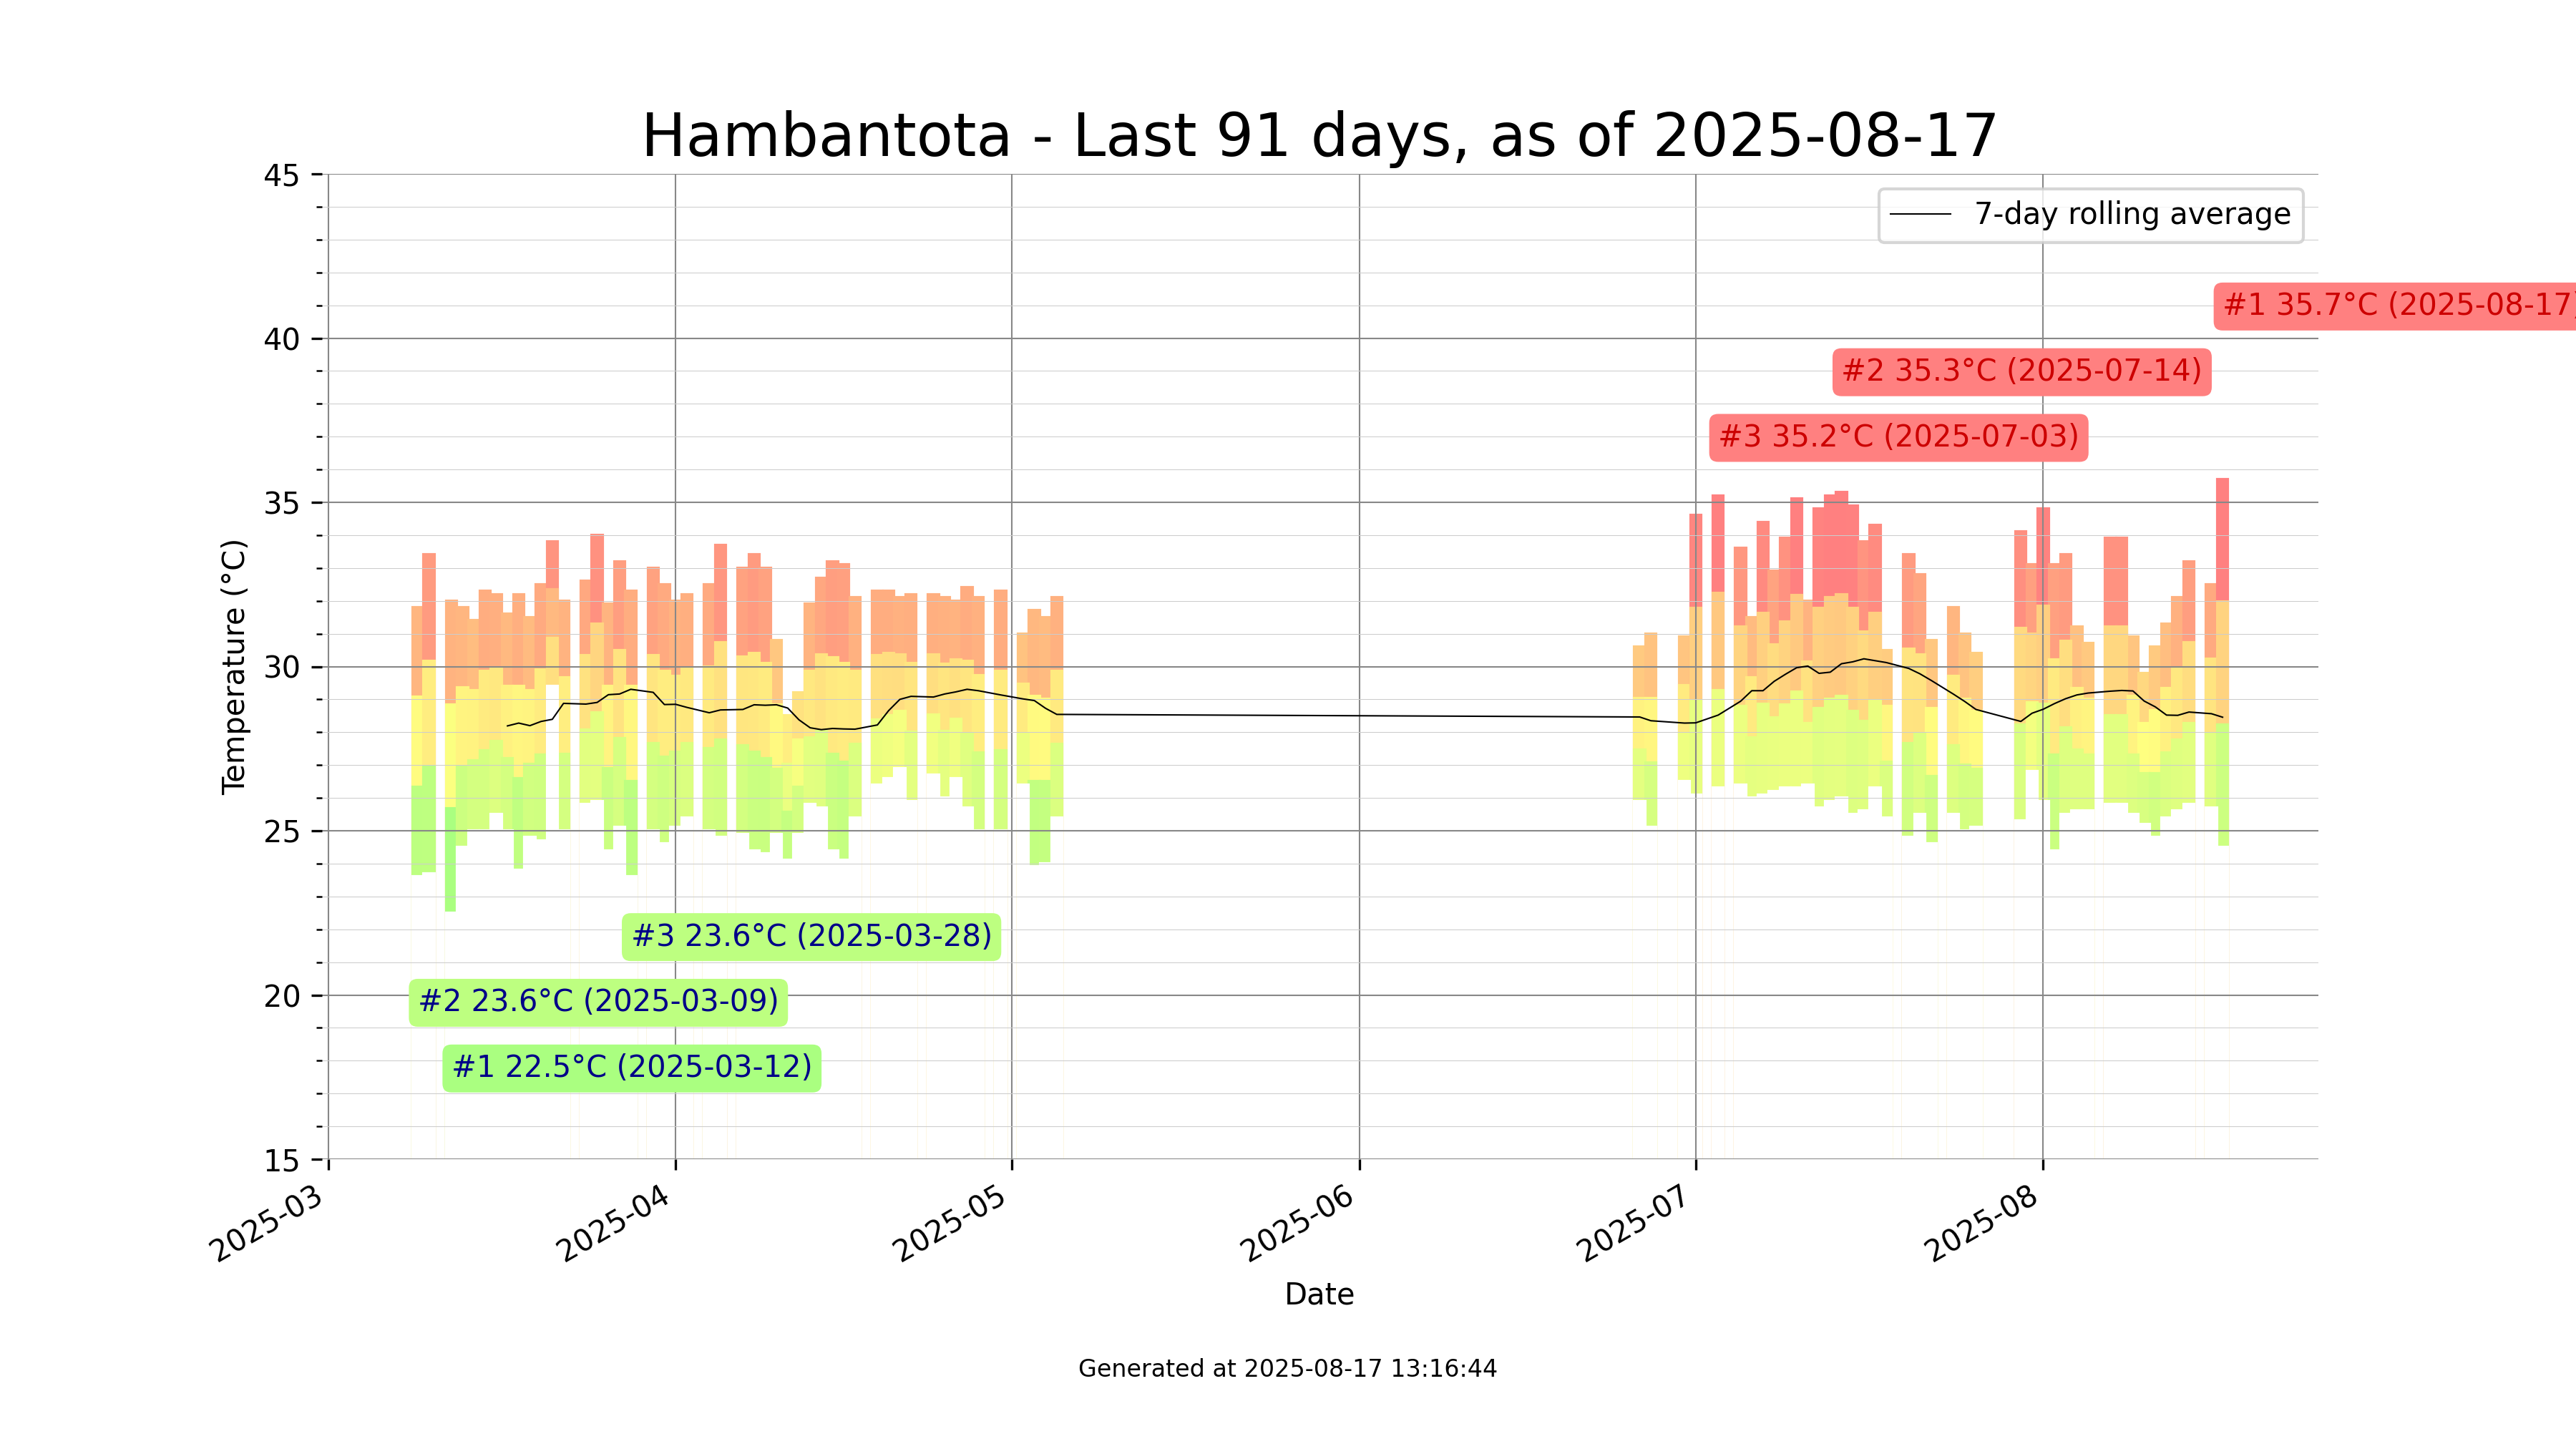 Hambantota - Last 91 days, as of 2025-08-17
45
40
35
30
25
20
15
Temperature (°C)
7-day rolling average
#1 35.7°C (2025-08-17)
#2 35.3°C (2025-07-14)
#3 35.2°C (2025-07-03)
#3 23.6°C (2025-03-28)
#2 23.6°C (2025-03-09)
#1 22.5°C (2025-03-12)
2025-03
2025-04
2025-05
2025-06
2025-07
2025-08
Date
Generated at 2025-08-17 13:16:44